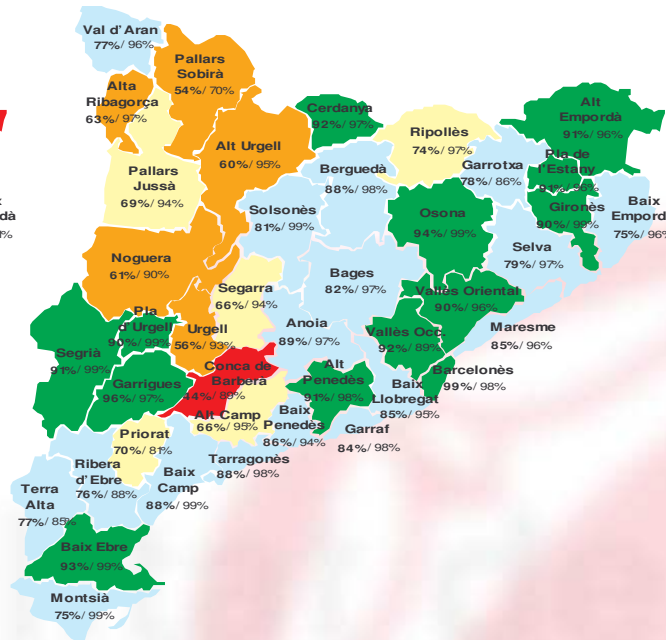 Val d'Aran
77%/ 96%
Pallars
Sobirà
54%/ 70%
Alta
Ribagorça
63%/ 97%
Cerdanya
92%/ 97%
Alt
Empordà
91%/ 96%
Ripollès
74%/ 97%
Alt Urgell
60%/ 95%
Pla de
l'Estany
Garrotxa
78%/ 86%
Berguedà
88%/ 98%
Pallars
Jussà
69%/ 94%
Gironès
90%/ 99%
Baix
75%/ 96%
Solsonès
81%/ 99%
Osona
94%/ 99%
Selva
79%/ 97%
Noguera
61%/ 90%
Bages
82%/ 97%
Segarra
66%/ 94%
Vallès Oriental
90%/ 96%
Pla
d'Urgell
90%/ 99%
Urgell
56%/ 93%
Anoia
89%/ 97%
Vallès Occ.
92%/ 89%
Maresme
85%/ 96%
Segrià
91%/ 99%
Conca de
Barberà
Alt
Penedès
91%/ 98%
Barcelonès
99%/ 98%
Garrigues
96%/ 97%
Baix
Llobregat
85%/ 95%
Alt Camp
66%/ 95%
Baix
Penedès
86%/ 94%
Garraf
84%/ 98%
Priorat
70%/ 81%
Tarragonès
88%/ 98%
Ribera
d'Ebre
76%/ 88%
Baix
Camp
88%/ 99%
Terra
Alta
77%/ 85%
Baix Ebre
93%/ 99%
Montsià
75%/ 99%